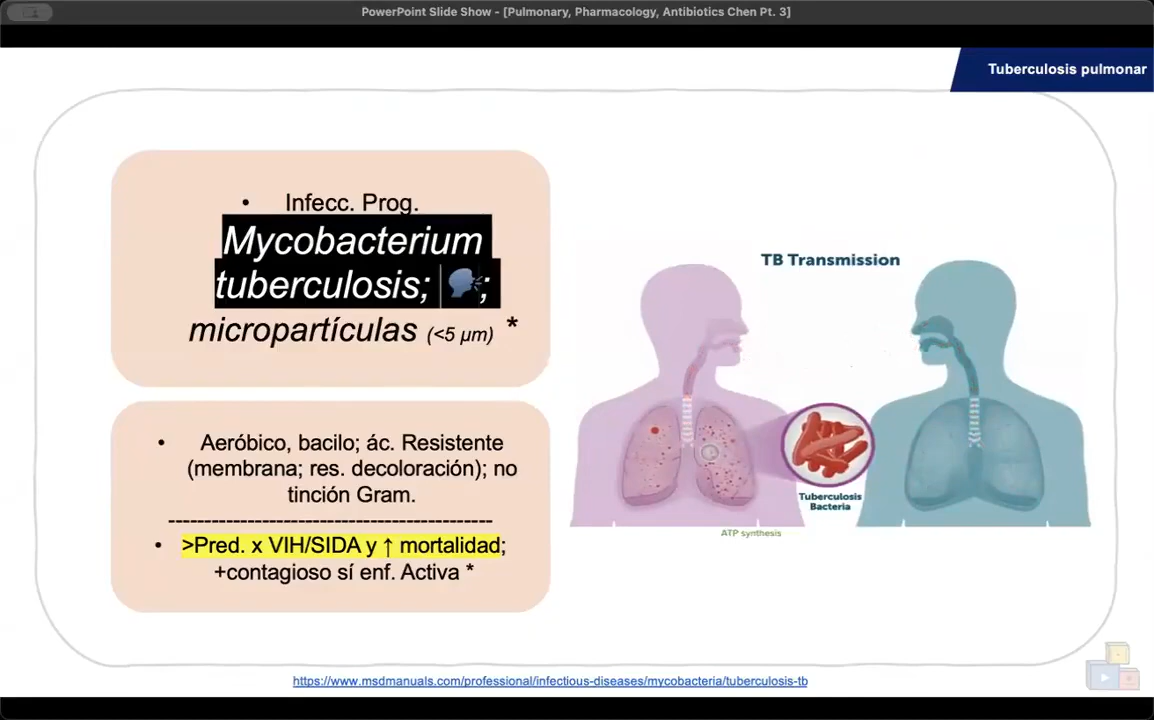 PowerPoint Slide Show - [Pulmonary, Pharmacology, Antibiotics Chen Pt. 3]
Tuberculosis pulmonar
• Infecc. Prog.
Mycobacterium
tuberculosis; 🗣;
micropartículas (<5 μm) *
• Aeróbico, bacilo; ác. Resistente
(membrana; res. decoloración); no
tinción Gram.
------------------------------------
• >Pred. x VIH/SIDA y ↑ mortalidad;
+contagioso sí enf. Activa *
TB Transmission
Tuberculosis
Bacteria
ATP synthesis
https://www.msdmanuals.com/professional/infectious-diseases/mycobacteria/tuberculosis-tb